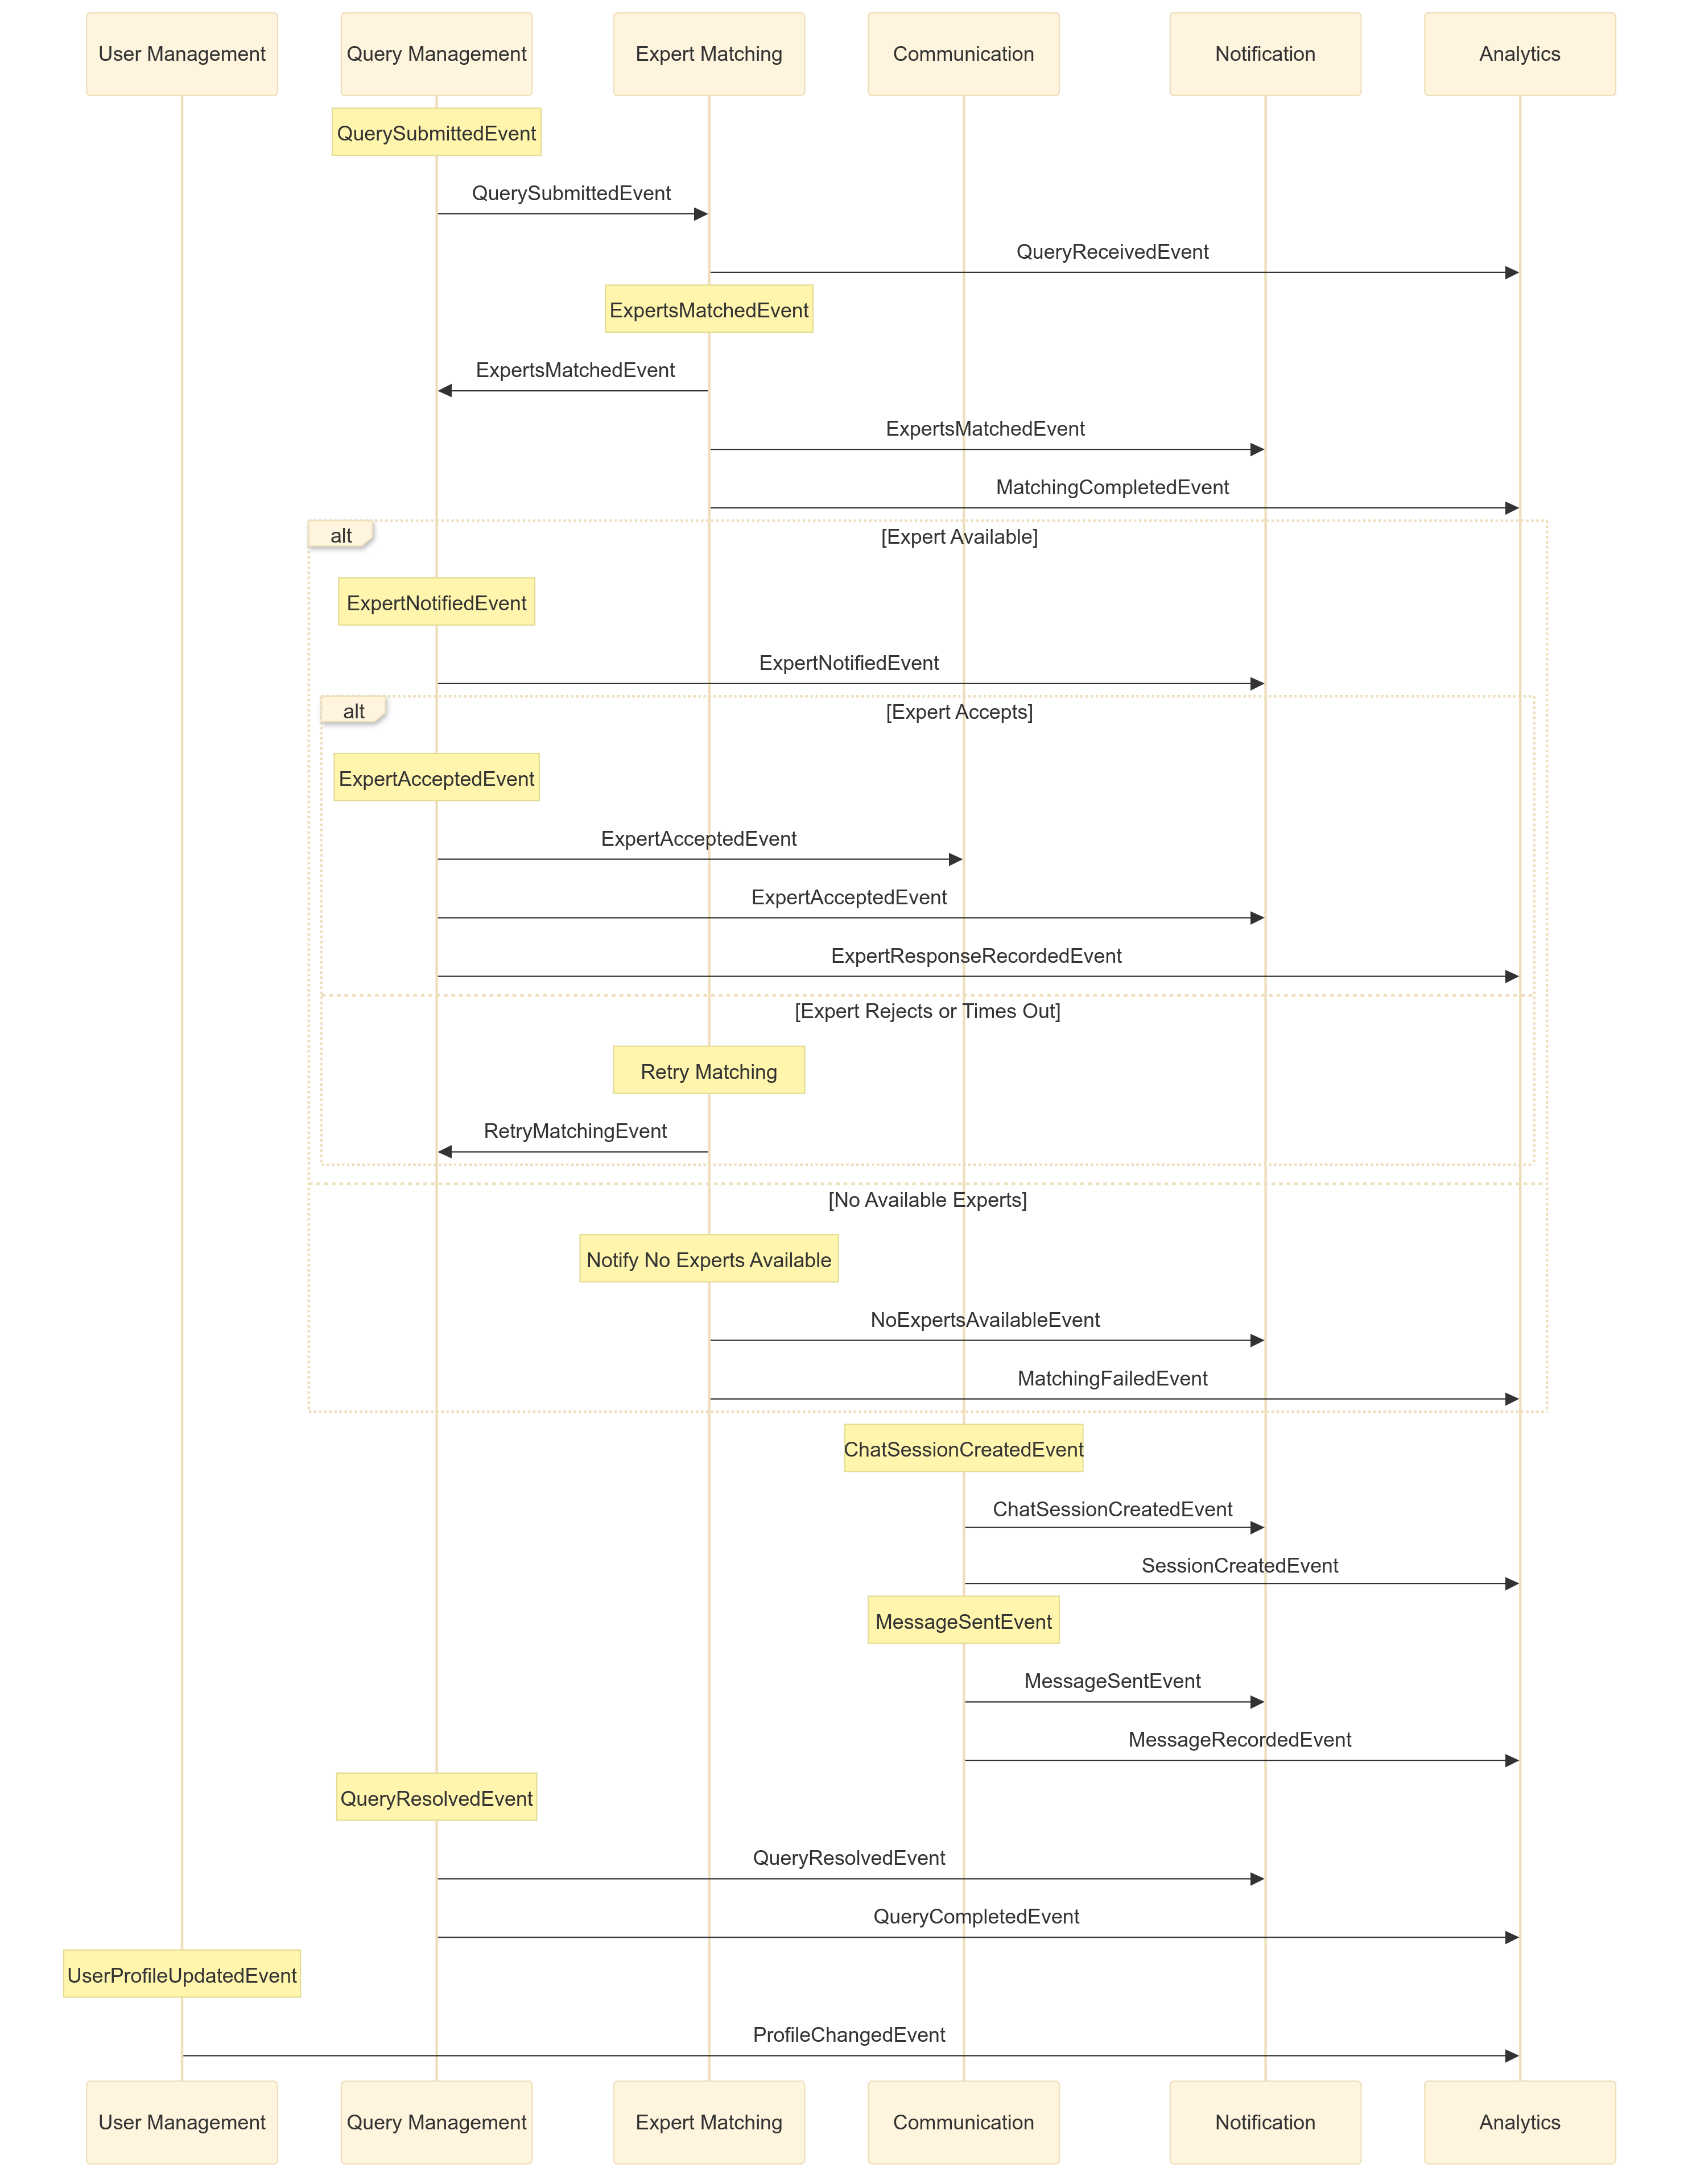 User Management
Query Management
Expert Matching
Communication
Notification
Analytics
QuerySubmittedEvent
QuerySubmittedEvent
QueryReceivedEvent
ExpertsMatchedEvent
ExpertsMatchedEvent
ExpertsMatchedEvent
MatchingCompletedEvent
alt
[Expert Available]
ExpertNotifiedEvent
ExpertNotifiedEvent
alt
[Expert Accepts]
ExpertAcceptedEvent
ExpertAcceptedEvent
ExpertAcceptedEvent
ExpertResponseRecordedEvent
[Expert Rejects or Times Out]
Retry Matching
RetryMatchingEvent
[No Available Experts]
Notify No Experts Available
NoExpertsAvailableEvent
MatchingFailedEvent
ChatSessionCreatedEvent
ChatSessionCreatedEvent
SessionCreatedEvent
MessageSentEvent
MessageSentEvent
MessageRecordedEvent
QueryResolvedEvent
QueryResolvedEvent
QueryCompletedEvent
UserProfileUpdatedEvent
ProfileChangedEvent
User Management
Query Management
Expert Matching
Communication
Notification
Analytics